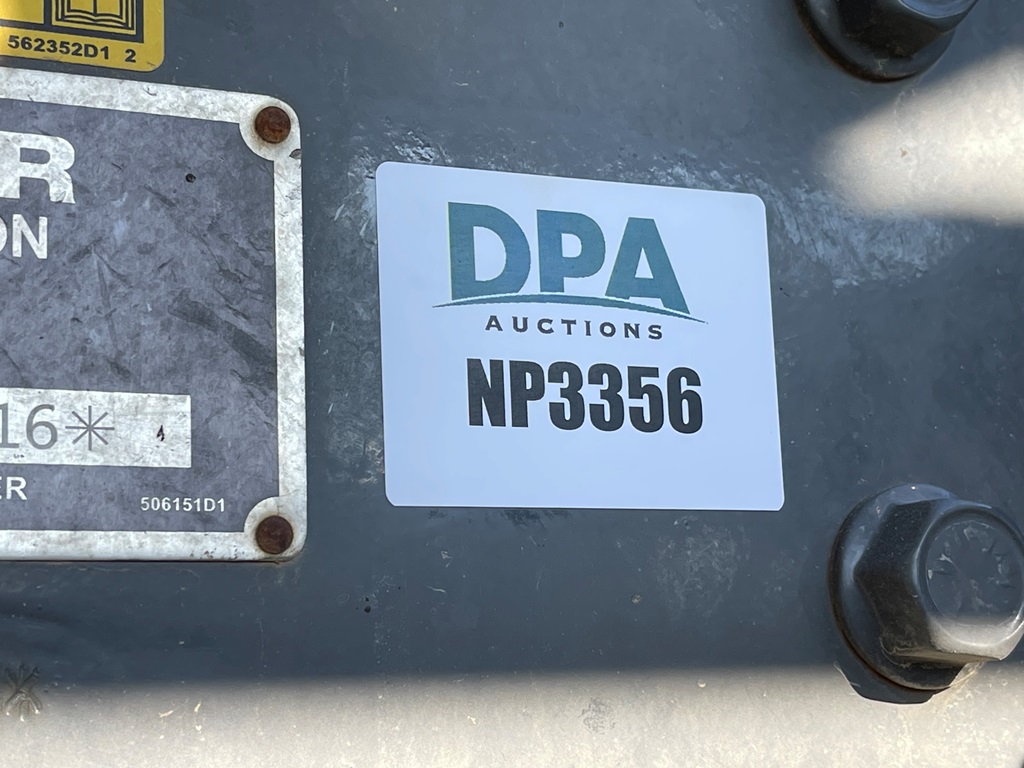 562352D1 2
R
ON
16*
ER
506151D1
DPA
AUCTIONS
NP3356